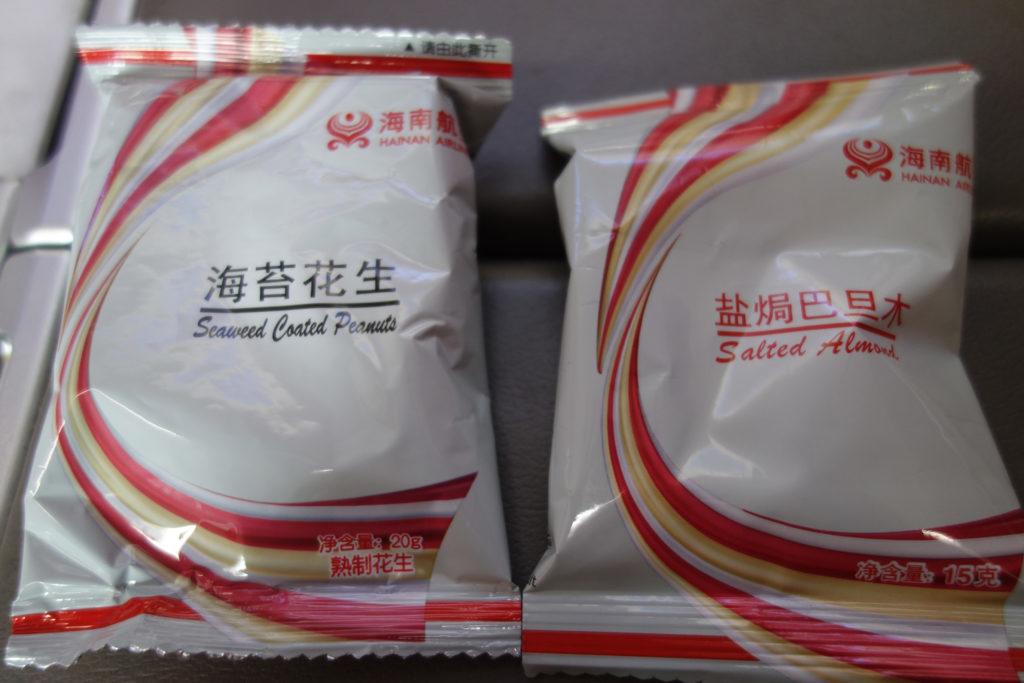 ▲ 请由此撕开
海南航
HAINAN
海苔花生
Seaweed Coated Peanuts
净含量: 20g
熟制花生
海南航
HAINAN
盐焗巴旦木
Salted Almond
净含量: 15克